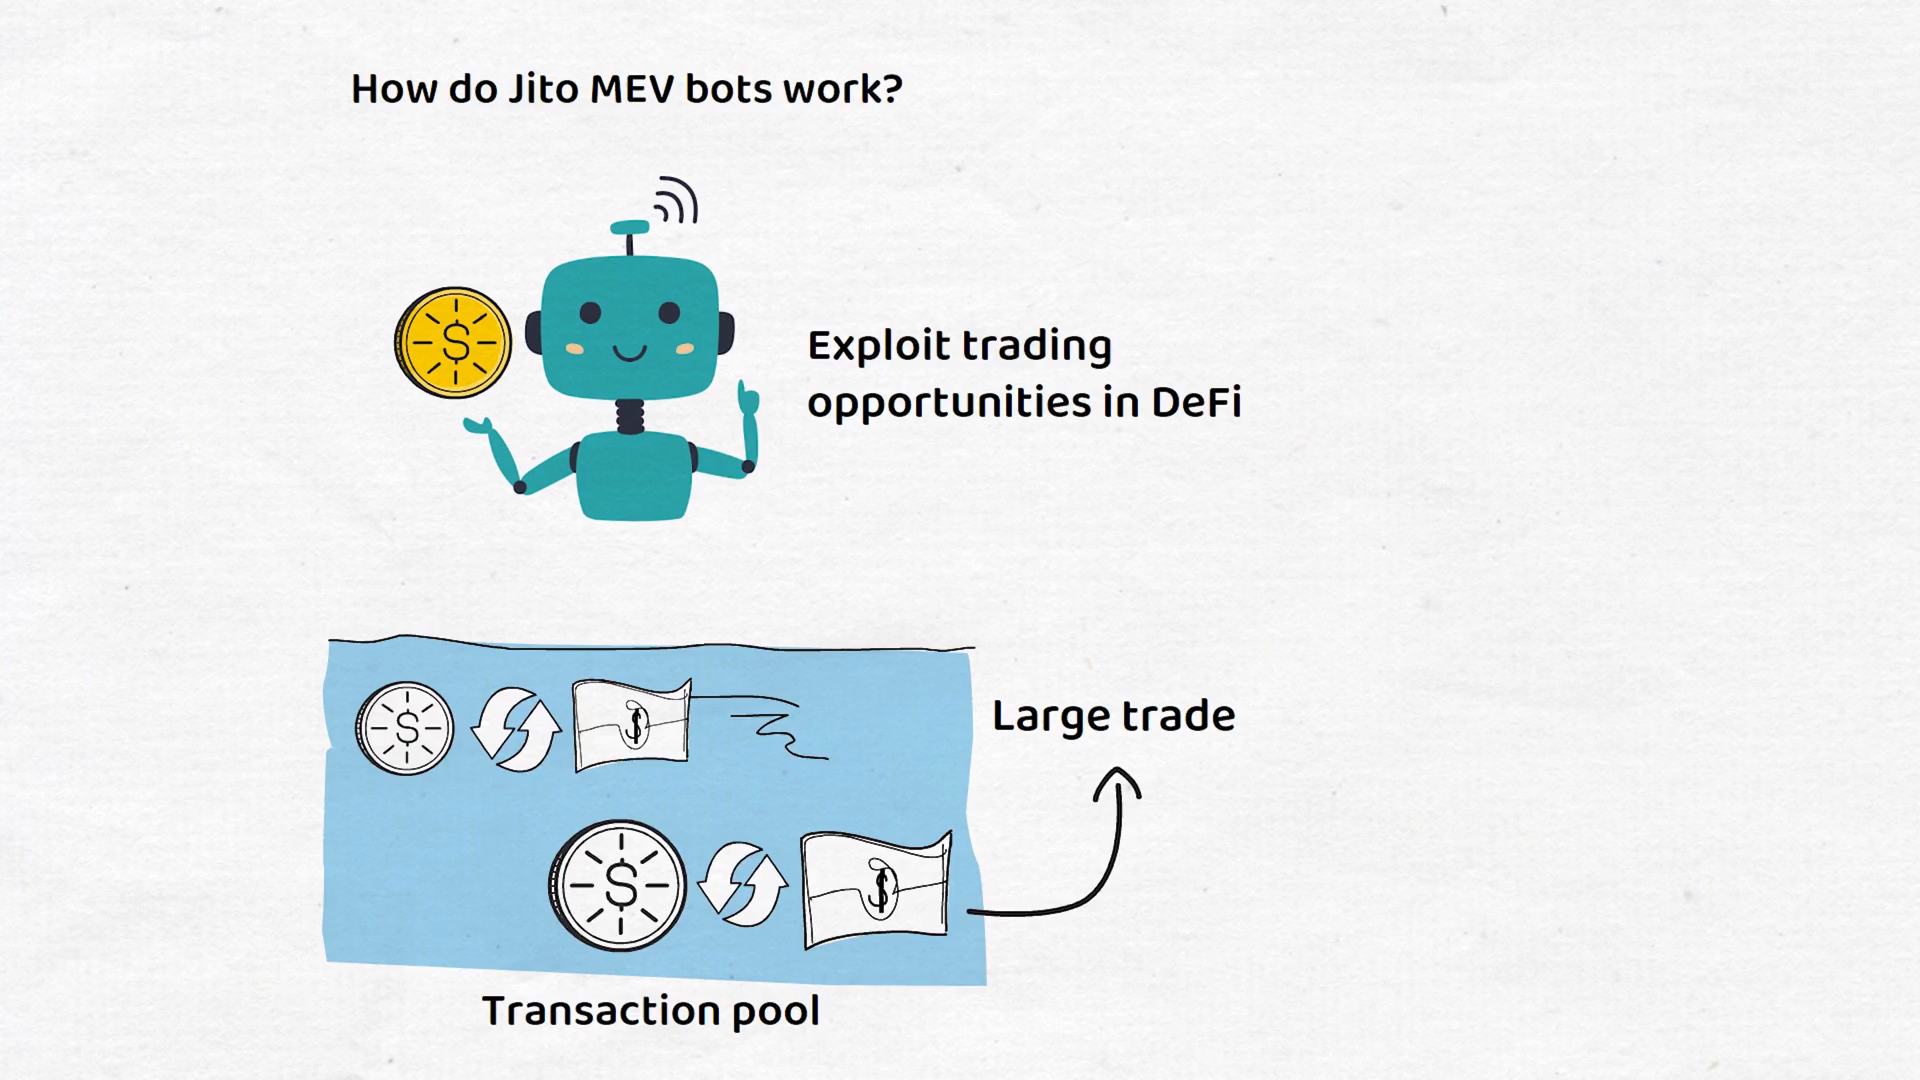 How do Jito MEV bots work?
S
Exploit trading
opportunities in DeFi
S
$
Large trade
S
$
Transaction pool